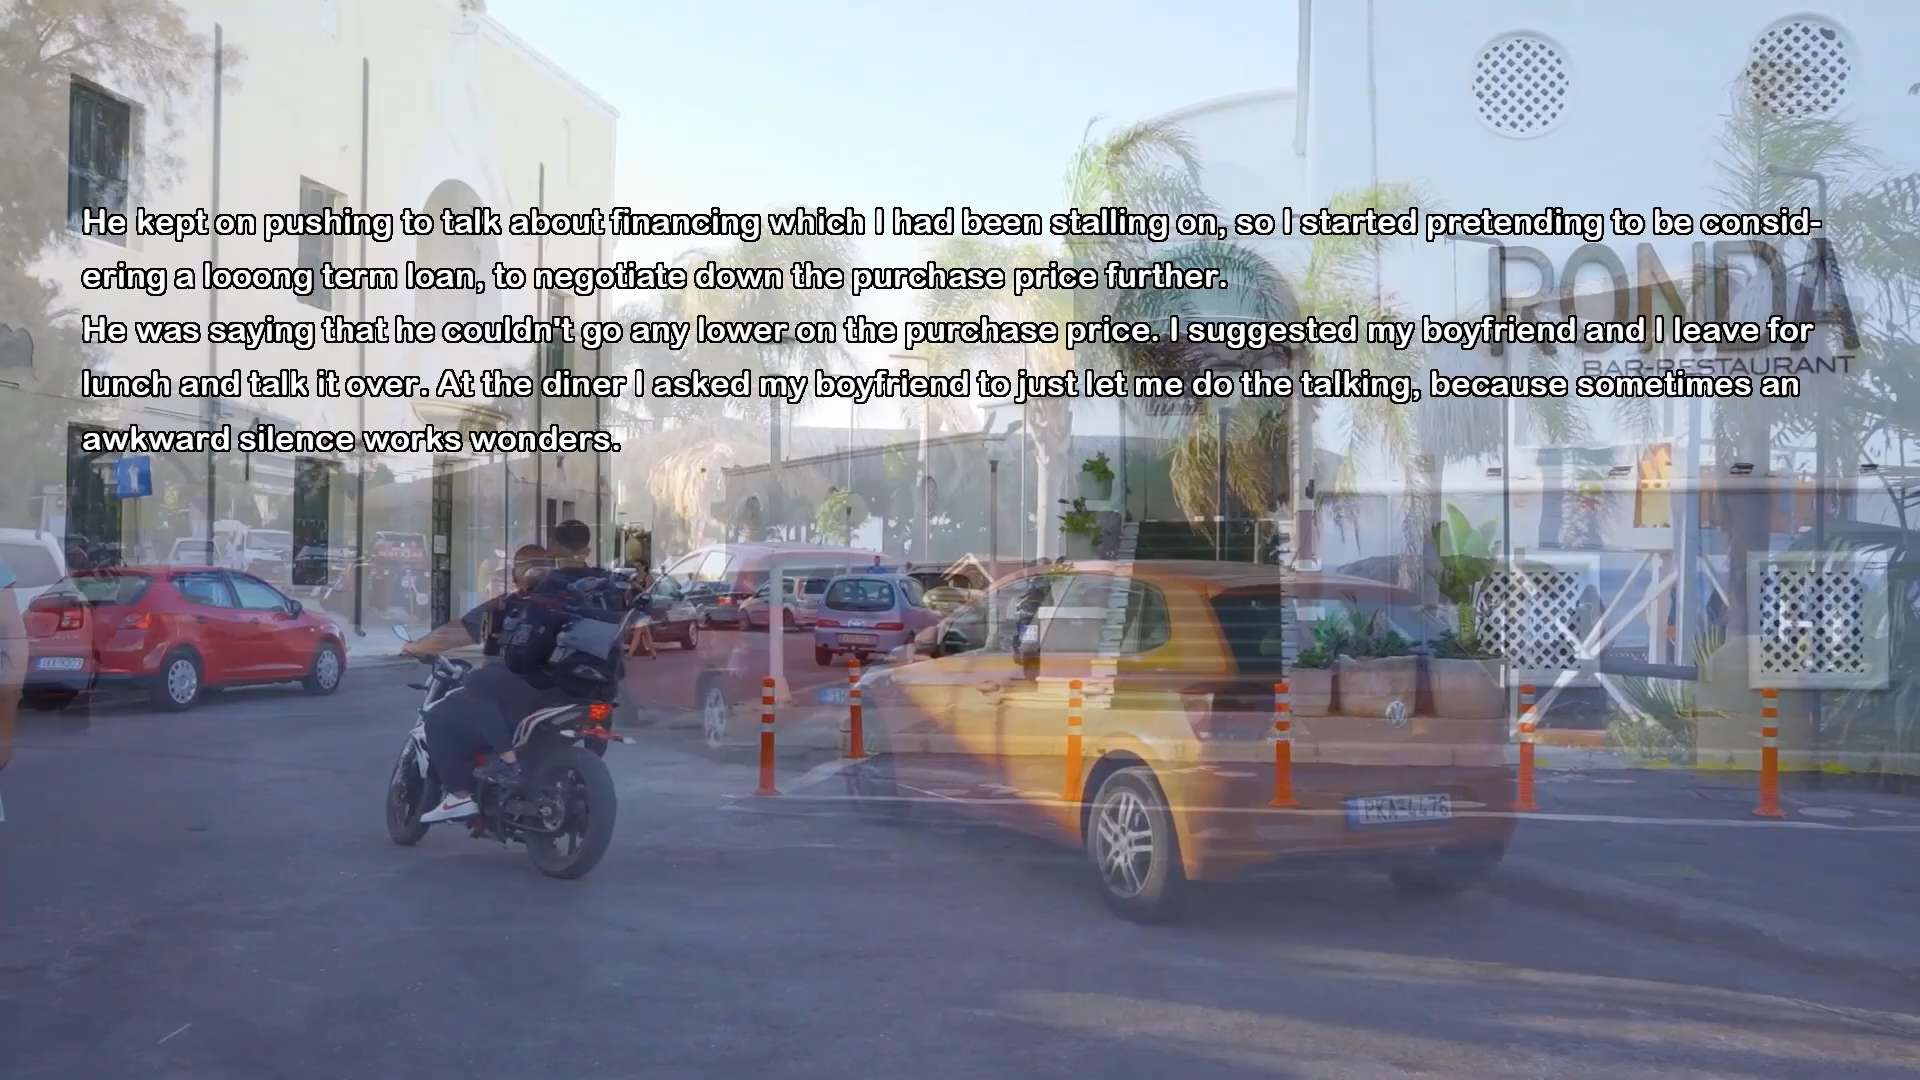 He kept on pushing to talk about financing which I had been stalling on, so I started pretending to be consid-
ering a looong term loan, to negotiate down the purchase price further.
He was saying that he couldn't go any lower on the purchase price. I suggested my boyfriend and I leave for
lunch and talk it over. At the diner I asked my boyfriend to just let me do the talking, because sometimes an
awkward silence works wonders.
RONDA
BAR-RESTAURANT
PKA-4476